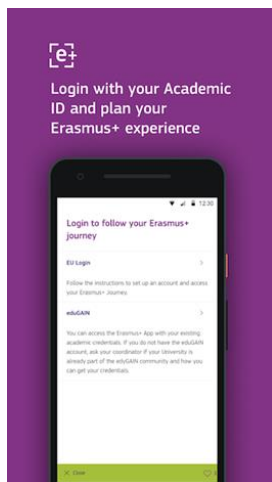 e+
Login with your Academic
ID and plan your
Erasmus+ experience
12:30
Login to follow your Erasmus+
journey
EU Login
Follow the instructions to set up an account and access
your Erasmus+ Journey.
eduGAIN
You can access the Erasmus+ App with your existing
academic credentials. If you do not have the eduGAIN
account, ask your coordinator if your University is
already part of the eduGAIN community and how you
can get your credentials.
Close